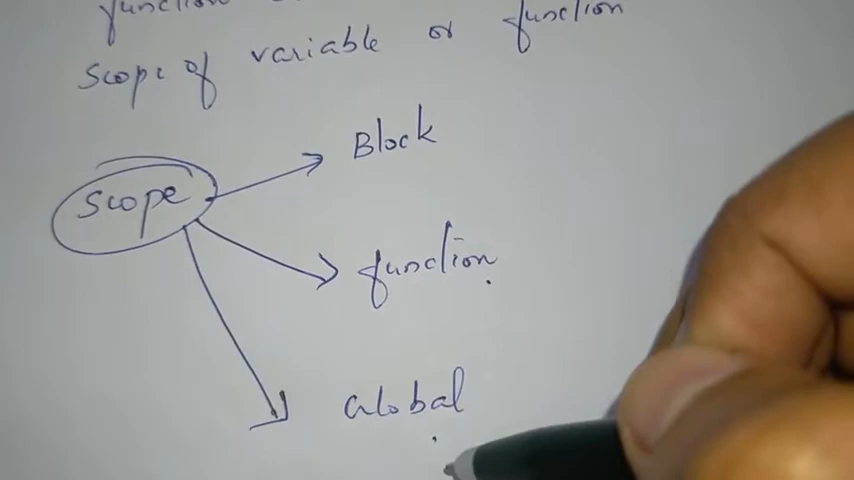 function
scope of variable or function
scope
Block
function
Global